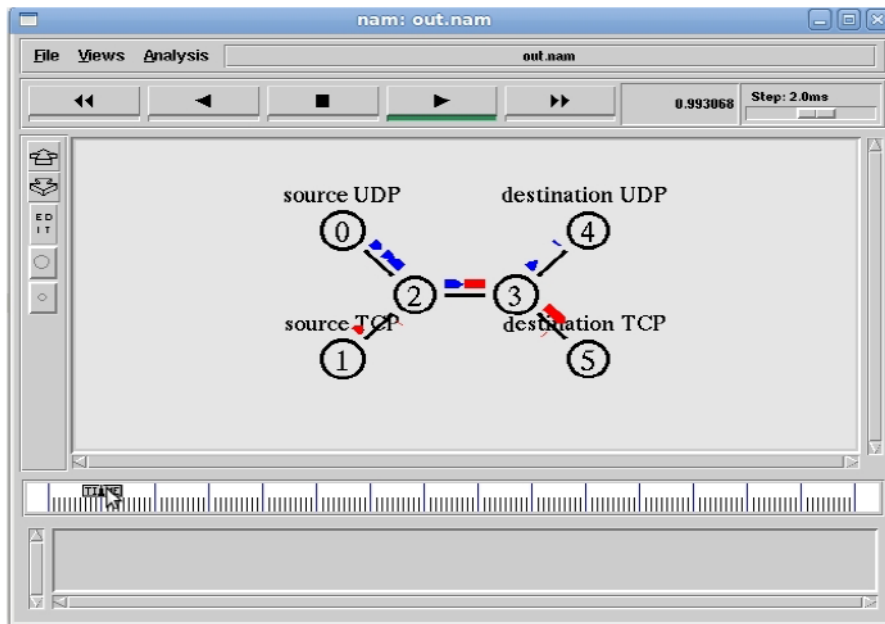 nam: out.nam
File Views Analysis out.nam
0.993068 Step: 2.0ms
E D
I T
source UDP destination UDP
0 4
2 3
source TCP destination TCP
1 5
TIME